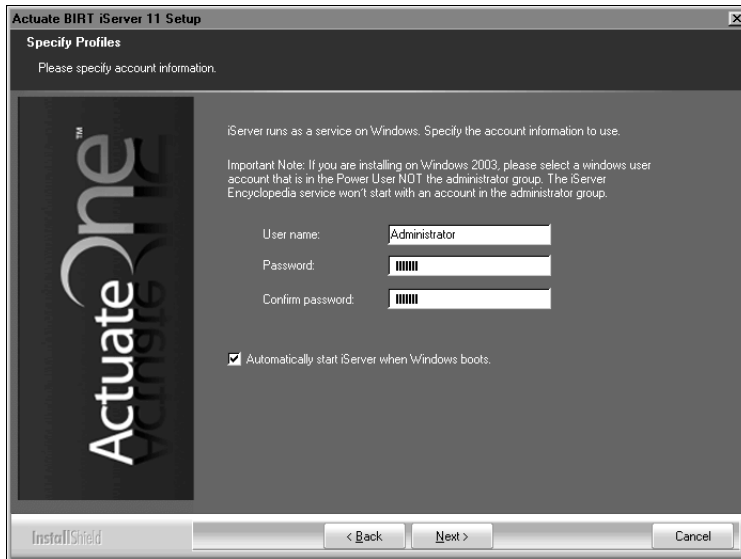 Actuate BIRT iServer 11 Setup
Specify Profiles
Please specify account information.
iServer runs as a service on Windows. Specify the account information to use.
Important Note: If you are installing on Windows 2003, please select a windows user
account that is in the Power User NOT the administrator group. The iServer
Encyclopedia service won't start with an account in the administrator group.
User name:
Administrator
Password:
Confirm password:
Automatically start iServer when Windows boots.
ActuateOne™
InstallShield
< Back
Next >
Cancel